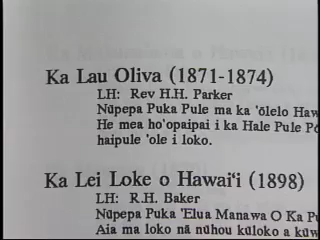 Ka Lau Oliva (1871-1874)
LH: Rev H.H. Parker
Nūpepa Puka Pule ma ka 'ōlelo Haw
He mea ho'opaipai i ka Hale Pule Po
haipule 'ole i loko.
Ka Lei Loke o Hawai'i (1898)
LH: R.H. Baker
Nūpepa Puka 'Elua Manawa O Ka Pu
Aia ma loko nā nūhou kūloko a kūw